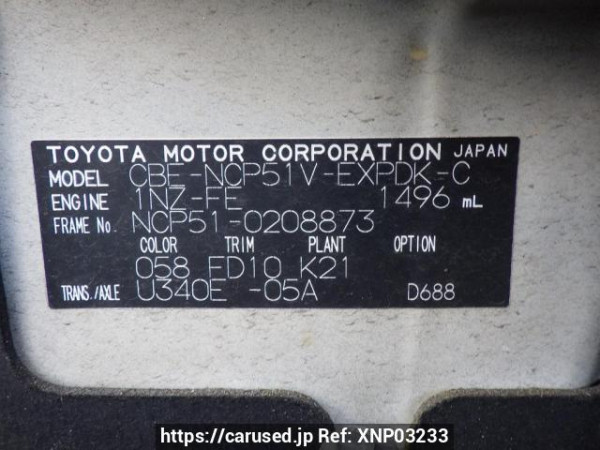 TOYOTA MOTOR CORPORATION JAPAN
MODEL CBE-NCP51V-EXPDK-C
ENGINE 1NZ-FE 1496 mL
FRAME No. NCP51-0208873
COLOR TRIM PLANT OPTION
058 FD10 K21
TRANS./AXLE U340E -05A D688
https://carused.jp Ref: XNP03233